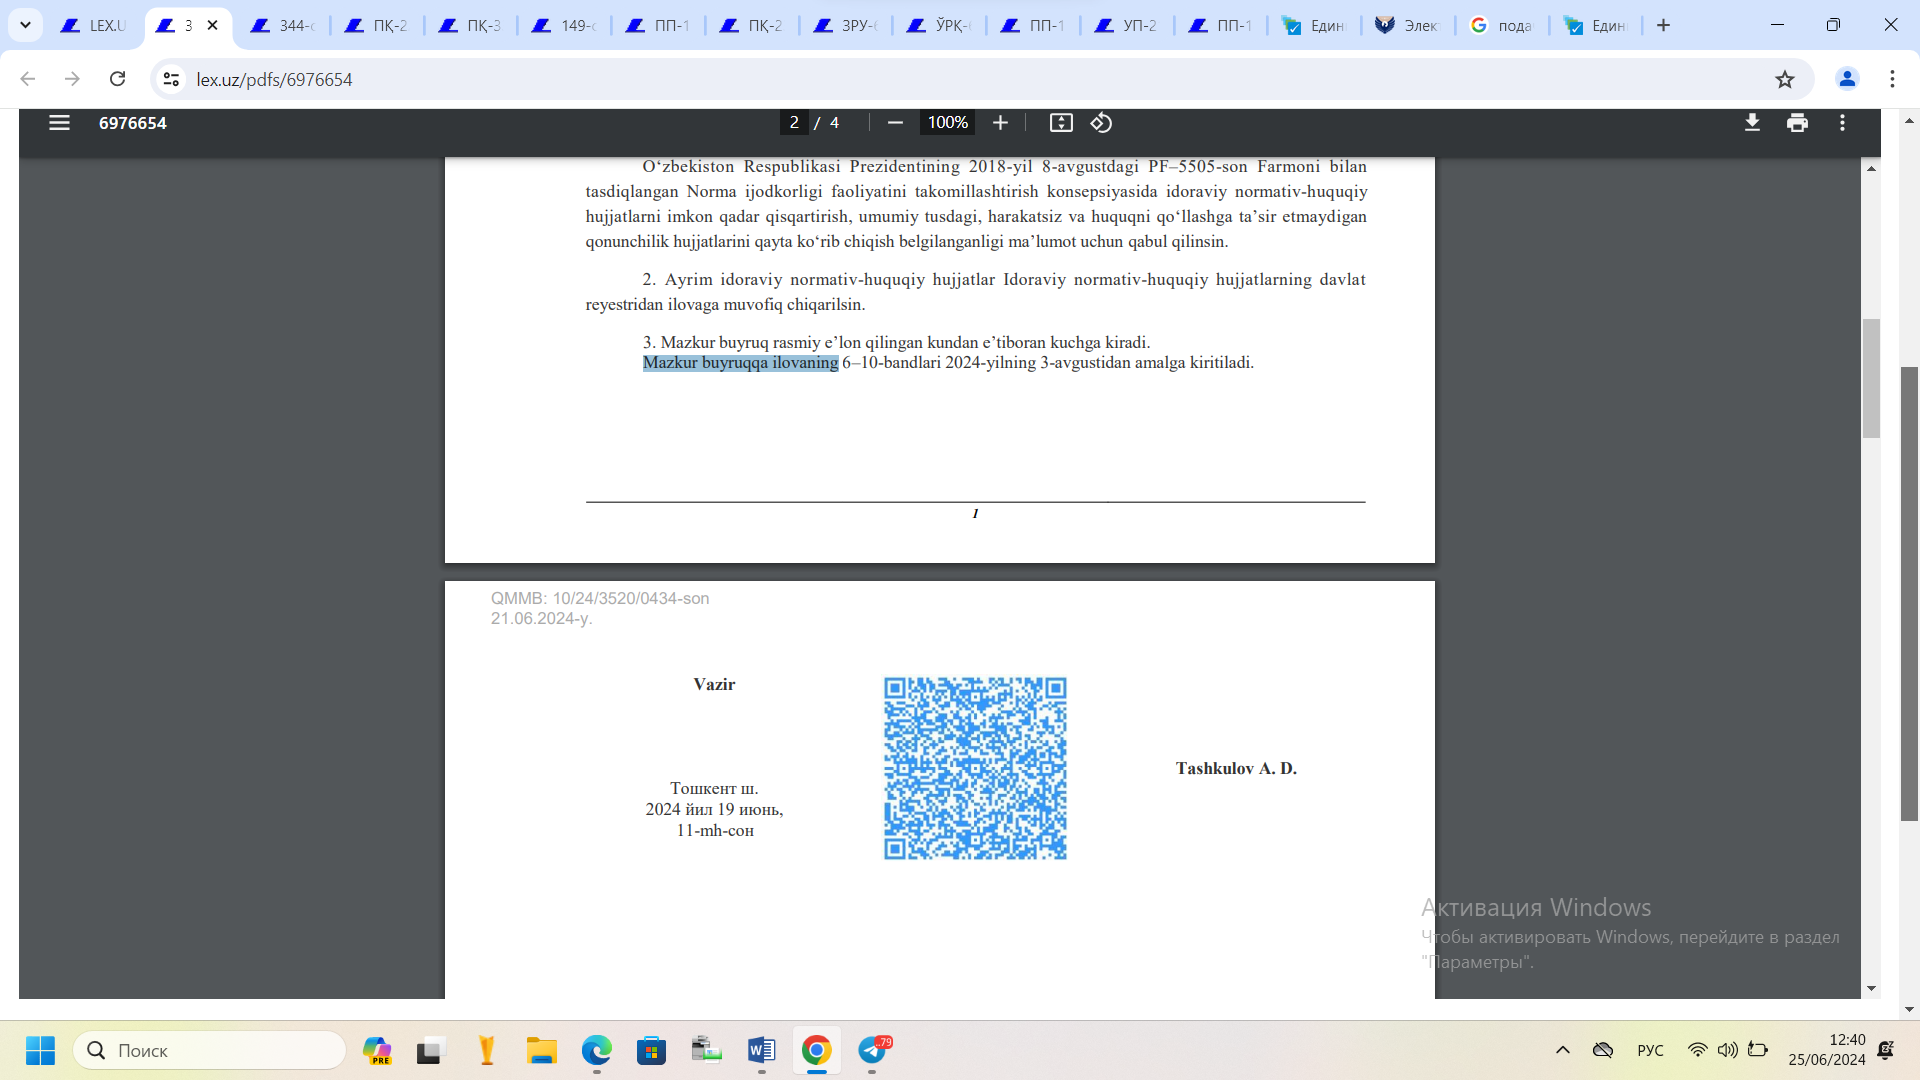 LEX.U
3
344-с
ПҚ-2
ПҚ-3
149-с
ПП-1
ПҚ-2
ЗРУ-6
ЎРҚ-
ПП-1
УП-2
ПП-1
Един
Элек
пода
Един
lex.uz/pdfs/6976654
6976654
2 / 4
100%
O‘zbekiston Respublikasi Prezidentining 2018-yil 8-avgustdagi PF–5505-son Farmoni bilan
tasdiqlangan Norma ijodkorligi faoliyatini takomillashtirish konsepsiyasida idoraviy normativ-huquqiy
hujjatlarni imkon qadar qisqartirish, umumiy tusdagi, harakatsiz va huquqni qo‘llashga ta’sir etmaydigan
qonunchilik hujjatlarini qayta ko‘rib chiqish belgilanganligi ma’lumot uchun qabul qilinsin.
2. Ayrim idoraviy normativ-huquqiy hujjatlar Idoraviy normativ-huquqiy hujjatlarning davlat
reyestridan ilovaga muvofiq chiqarilsin.
3. Mazkur buyruq rasmiy e’lon qilingan kundan e’tiboran kuchga kiradi.
Mazkur buyruqqa ilovaning 6–10-bandlari 2024-yilning 3-avgustidan amalga kiritiladi.
1
QMMB: 10/24/3520/0434-son
21.06.2024-y.
Vazir
Tashkulov A. D.
Тошкент ш.
2024 йил 19 июнь,
11-mh-сон
Активация Windows
Чтобы активировать Windows, перейдите в раздел
"Параметры".
Поиск
PRE
..79
РУС
12:40
25/06/2024